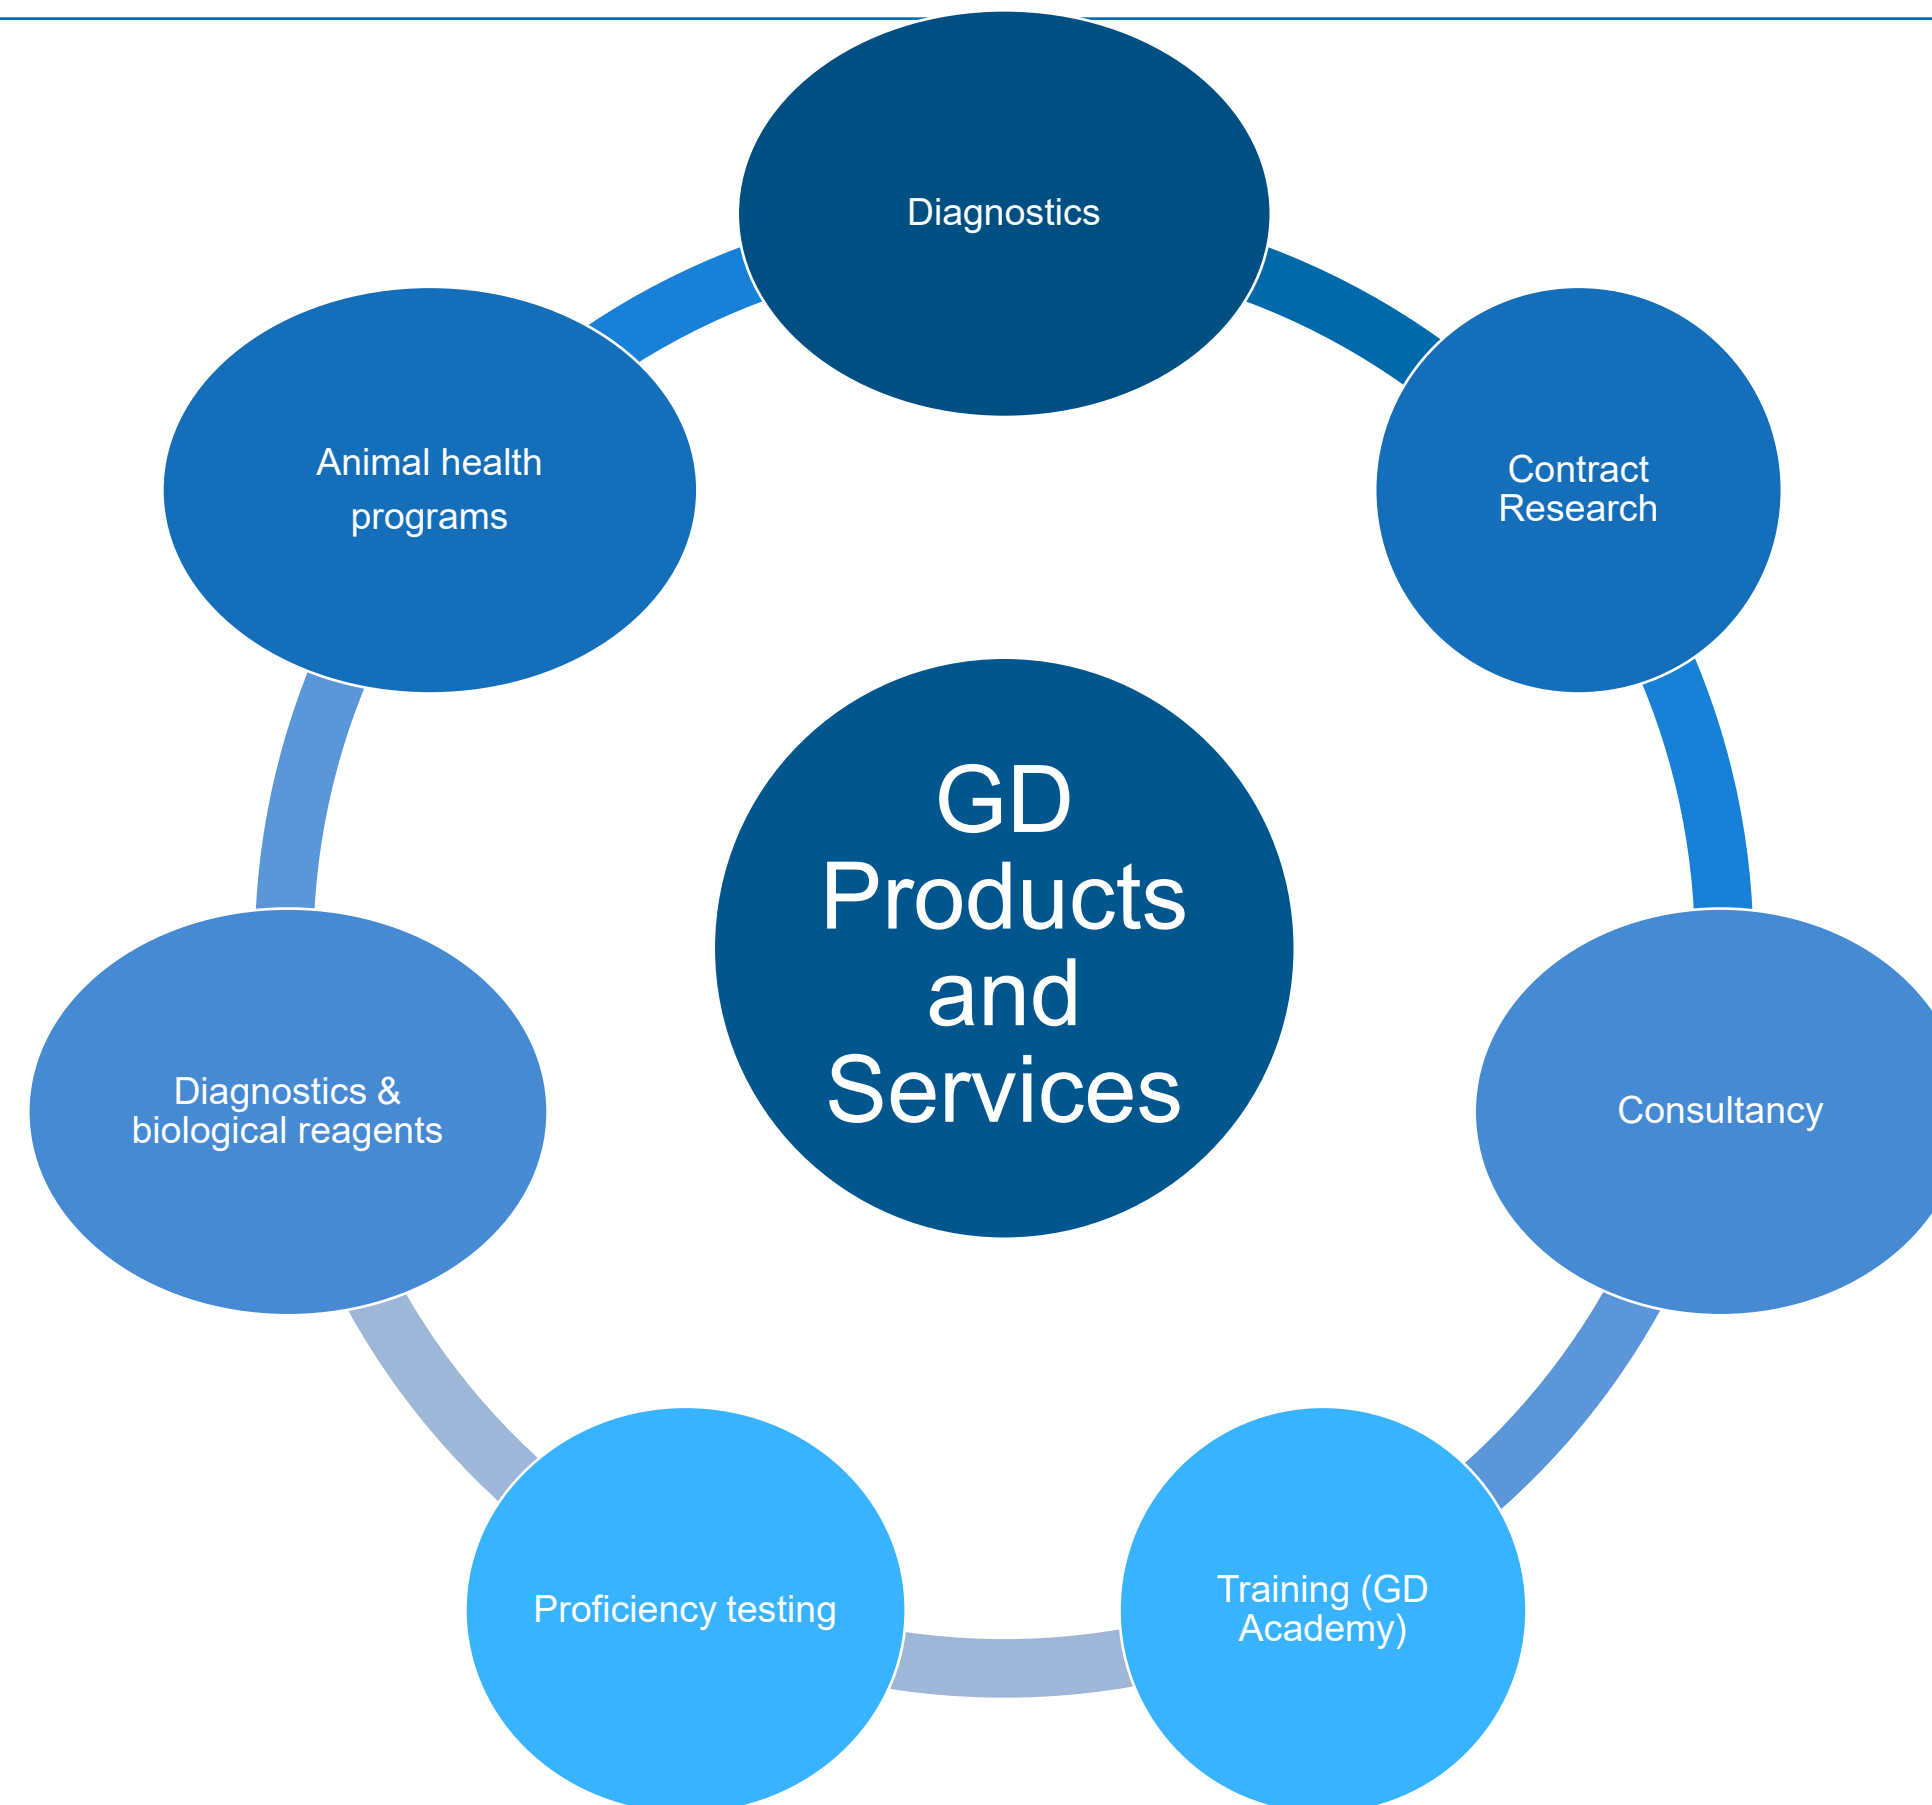 Diagnostics
Contract
Research
Consultancy
Training (GD
Academy)
Proficiency testing
Diagnostics &
biological reagents
Animal health
programs
GD
Products
and
Services